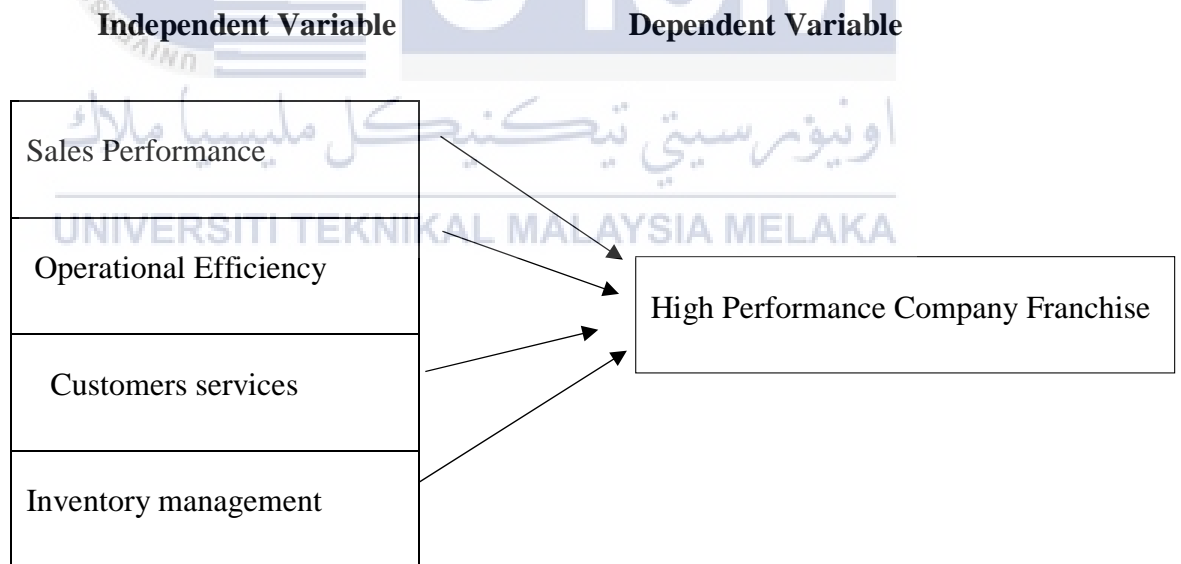 Independent Variable
Dependent Variable
اونيۏرسيتي تيكنيكل مليسيا ملاك
Sales Performance
UNIVERSITI TEKNIKAL MALAYSIA MELAKA
Operational Efficiency
High Performance Company Franchise
Customers services
Inventory management